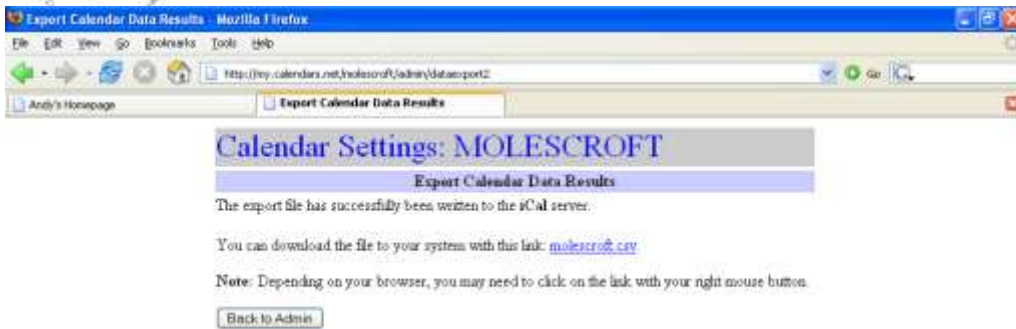 Export Calendar Data Results - Mozilla Firefox
File Edit View Go Bookmarks Tools Help
http://my.calendars.net/molescroft/admin/dataexport2 Go
Andy's Homepage Export Calendar Data Results
Calendar Settings: MOLESCROFT
Export Calendar Data Results
The export file has successfully been written to the iCal server.
You can download the file to your system with this link: molescroft.csv
Note: Depending on your browser, you may need to click on the link with your right mouse button.
Back to Admin